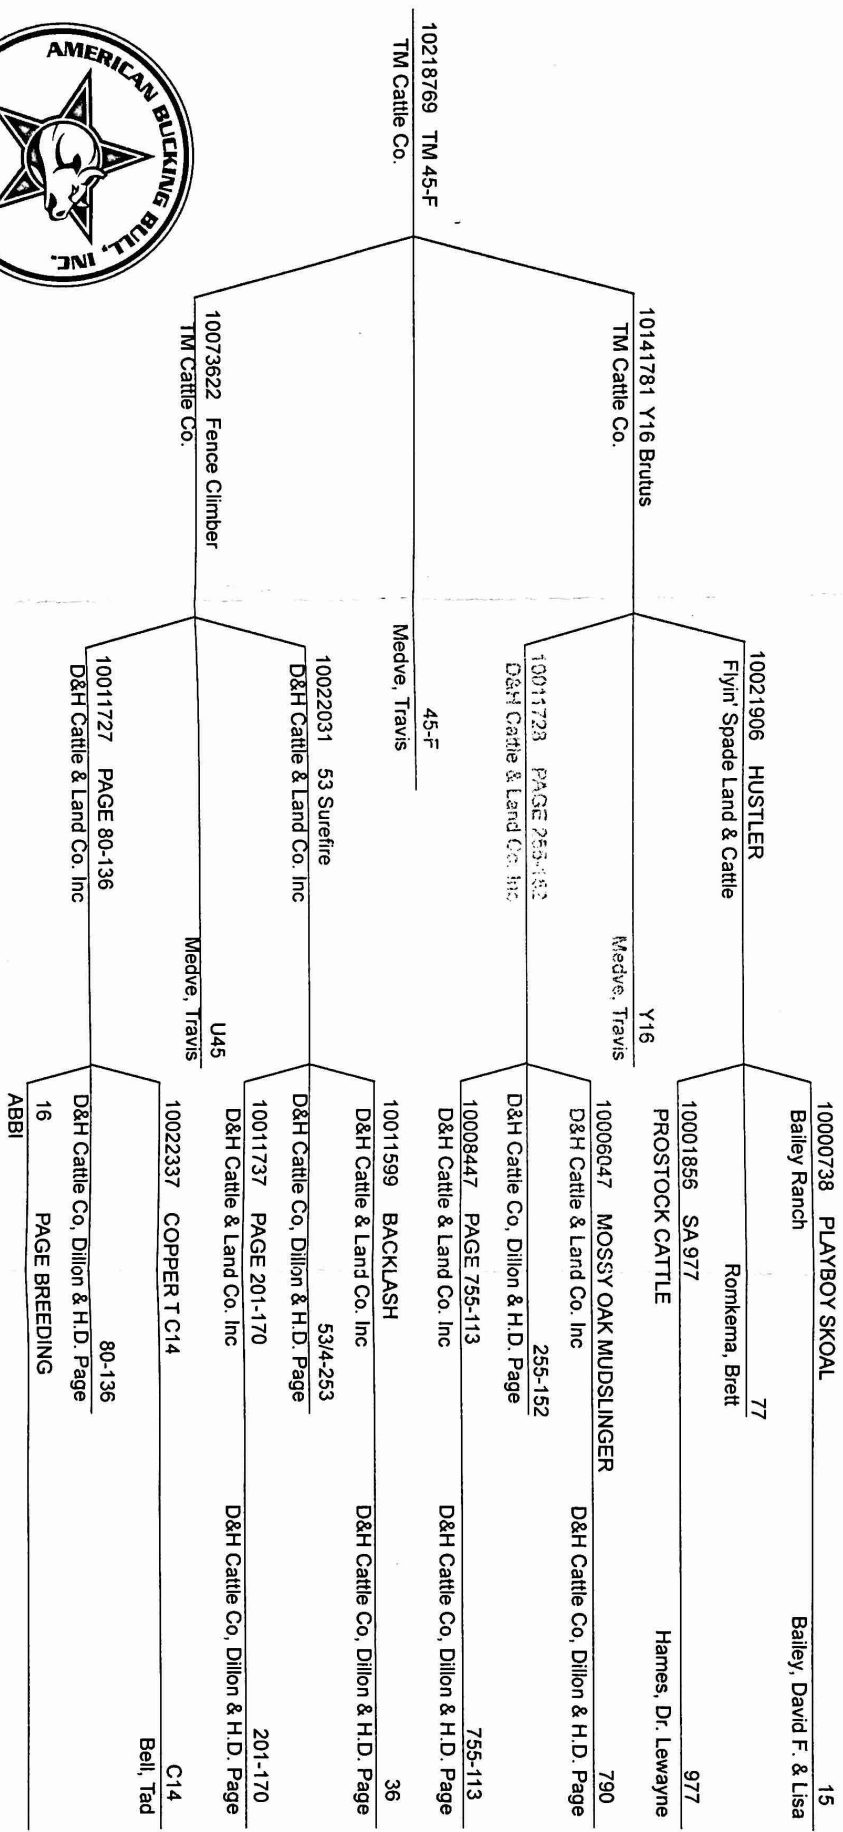 AMERICAN BUCKING BULL, INC.
10218769 TM 45-F
TM Cattle Co.
45-F
Medve, Travis
10141781 Y16 Brutus
TM Cattle Co.
Y16
Medve, Travis
10073622 Fence Climber
TM Cattle Co.
U45
Medve, Travis
10021906 HUSTLER
Flyin' Spade Land & Cattle
77
Romkema, Brett
10011728 PAGE 255-152
D&H Cattle & Land Co. Inc
255-152
D&H Cattle Co, Dillon & H.D. Page
10022031 53 Surefire
D&H Cattle & Land Co. Inc
53/4-253
D&H Cattle Co, Dillon & H.D. Page
10011727 PAGE 80-136
D&H Cattle & Land Co. Inc
80-136
D&H Cattle Co, Dillon & H.D. Page
10000738 PLAYBOY SKOAL
15
Bailey Ranch
Bailey, David F. & Lisa
10001856 SA 977
977
PROSTOCK CATTLE
Hames, Dr. Lewayne
10006047 MOSSY OAK MUDSLINGER
790
D&H Cattle & Land Co. Inc
D&H Cattle Co, Dillon & H.D. Page
10008447 PAGE 755-113
755-113
D&H Cattle & Land Co. Inc
D&H Cattle Co, Dillon & H.D. Page
10011599 BACKLASH
36
D&H Cattle & Land Co. Inc
D&H Cattle Co, Dillon & H.D. Page
10011737 PAGE 201-170
201-170
D&H Cattle & Land Co. Inc
D&H Cattle Co, Dillon & H.D. Page
10022337 COPPER T C14
C14
Bell, Tad
16 PAGE BREEDING
ABBI